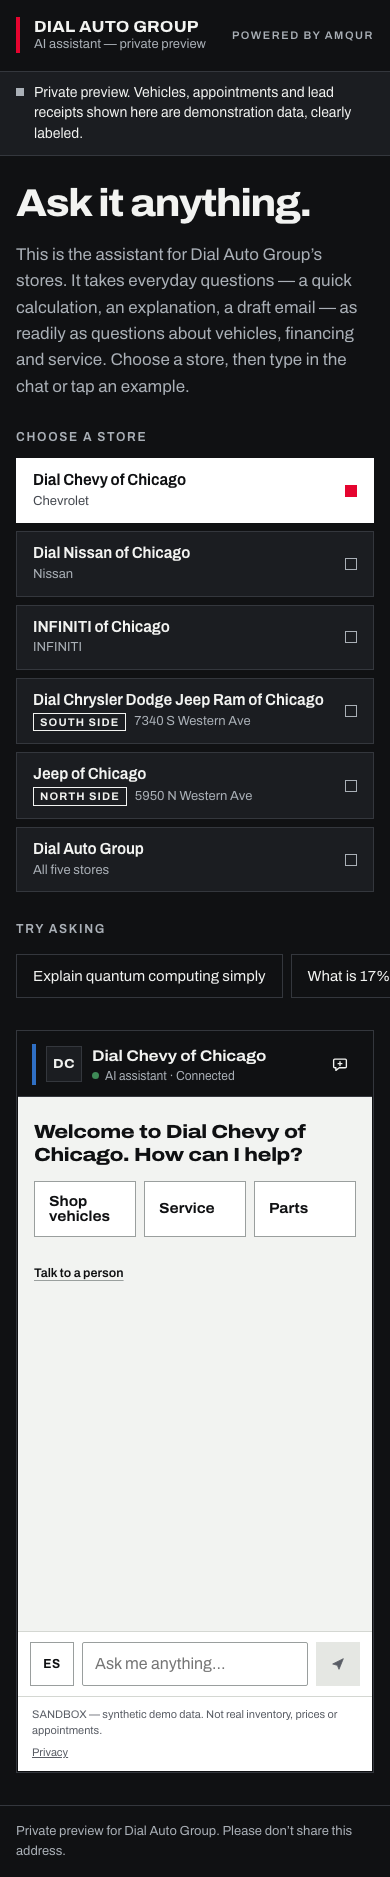 DIAL AUTO GROUP
AI assistant — private preview
POWERED BY AMQUR
Private preview. Vehicles, appointments and lead
receipts shown here are demonstration data, clearly
labeled.
Ask it anything.
This is the assistant for Dial Auto Group’s
stores. It takes everyday questions — a quick
calculation, an explanation, a draft email — as
readily as questions about vehicles, financing
and service. Choose a store, then type in the
chat or tap an example.
CHOOSE A STORE
Dial Chevy of Chicago
Chevrolet
Dial Nissan of Chicago
Nissan
INFINITI of Chicago
INFINITI
Dial Chrysler Dodge Jeep Ram of Chicago
SOUTH SIDE 7340 S Western Ave
Jeep of Chicago
NORTH SIDE 5950 N Western Ave
Dial Auto Group
All five stores
TRY ASKING
Explain quantum computing simply
What is 17%
DC
Dial Chevy of Chicago
AI assistant · Connected
Welcome to Dial Chevy of
Chicago. How can I help?
Shop
vehicles
Service
Parts
Talk to a person
ES
Ask me anything...
SANDBOX — synthetic demo data. Not real inventory, prices or
appointments.
Privacy
Private preview for Dial Auto Group. Please don’t share this
address.